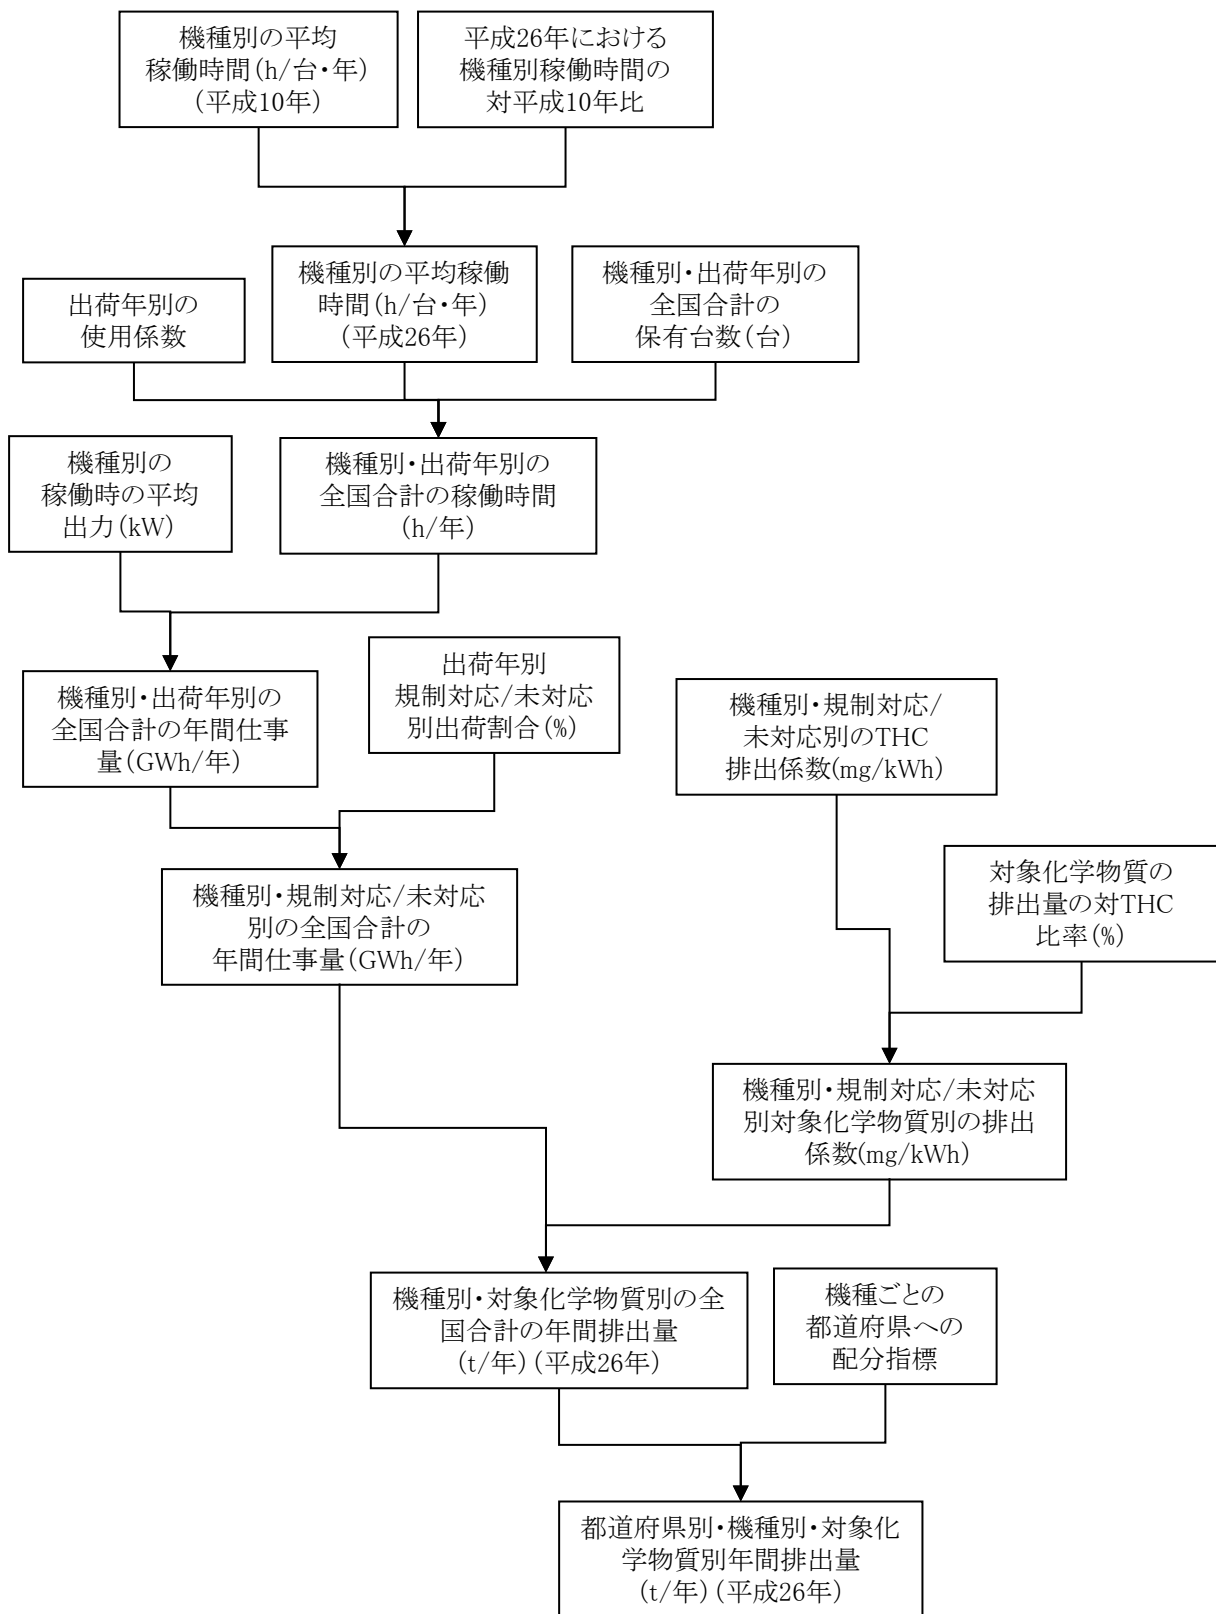 機種別の平均
稼働時間(h/台・年)
(平成10年)
平成26年における
機種別稼働時間の
対平成10年比
出荷年別の
使用係数
機種別の平均稼働
時間(h/台・年)
(平成26年)
機種別・出荷年別の
全国合計の
保有台数(台)
機種別の
稼働時の平均
出力(kW)
機種別・出荷年別の
全国合計の稼働時間
(h/年)
機種別・出荷年別の
全国合計の年間仕事
量(GWh/年)
出荷年別
規制対応/未対応
別出荷割合(%)
機種別・規制対応/
未対応別のTHC
排出係数(mg/kWh)
機種別・規制対応/未対応
別の全国合計の
年間仕事量(GWh/年)
対象化学物質の
排出量の対THC
比率(%)
機種別・規制対応/未対応
別対象化学物質別の排出
係数(mg/kWh)
機種別・対象化学物質別の全
国合計の年間排出量
(t/年)(平成26年)
機種ごとの
都道府県への
配分指標
都道府県別・機種別・対象化
学物質別年間排出量
(t/年)(平成26年)